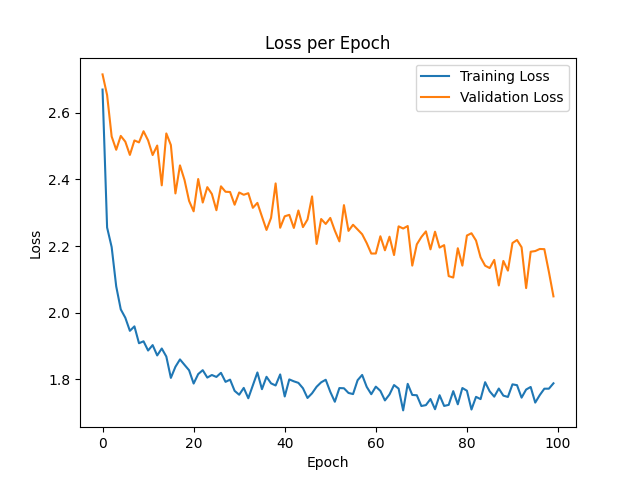 Loss per Epoch
Training Loss
Validation Loss
Loss
2.6
2.4
2.2
2.0
1.8
0 20 40 60 80 100
Epoch